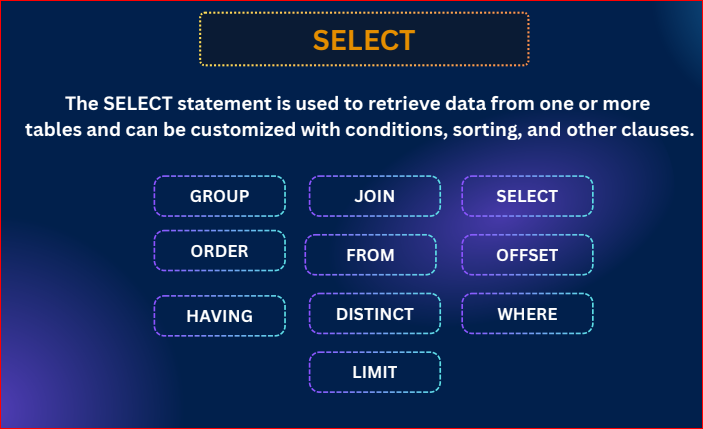 SELECT
The SELECT statement is used to retrieve data from one or more
tables and can be customized with conditions, sorting, and other clauses.
GROUP
JOIN
SELECT
ORDER
FROM
OFFSET
HAVING
DISTINCT
WHERE
LIMIT